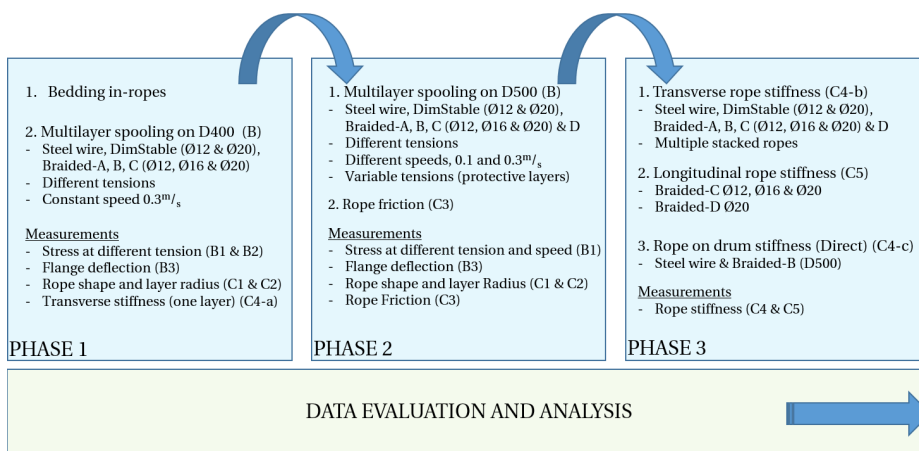 1. Bedding in-ropes
2. Multilayer spooling on D400 (B)
- Steel wire, DimStable (Ø12 & Ø20),
Braided-A, B, C (Ø12, Ø16 & Ø20)
- Different tensions
- Constant speed 0.3m/s
Measurements
- Stress at different tension (B1 & B2)
- Flange deflection (B3)
- Rope shape and layer radius (C1 & C2)
- Transverse stiffness (one layer) (C4-a)
PHASE 1
1. Multilayer spooling on D500 (B)
- Steel wire, DimStable (Ø12 & Ø20),
Braided-A, B, C (Ø12, Ø16 & Ø20) & D
- Different tensions
- Different speeds, 0.1 and 0.3m/s
- Variable tensions (protective layers)
2. Rope friction (C3)
Measurements
- Stress at different tension and speed (B1)
- Flange deflection (B3)
- Rope shape and layer Radius (C1 & C2)
- Rope Friction (C3)
PHASE 2
1. Transverse rope stiffness (C4-b)
- Steel wire, DimStable (Ø12 & Ø20),
Braided-A, B, C (Ø12, Ø16 & Ø20) & D
- Multiple stacked ropes
2. Longitudinal rope stiffness (C5)
- Braided-C Ø12, Ø16 & Ø20
- Braided-D Ø20
3. Rope on drum stiffness (Direct) (C4-c)
- Steel wire & Braided-B (D500)
Measurements
- Rope stiffness (C4 & C5)
PHASE 3
DATA EVALUATION AND ANALYSIS